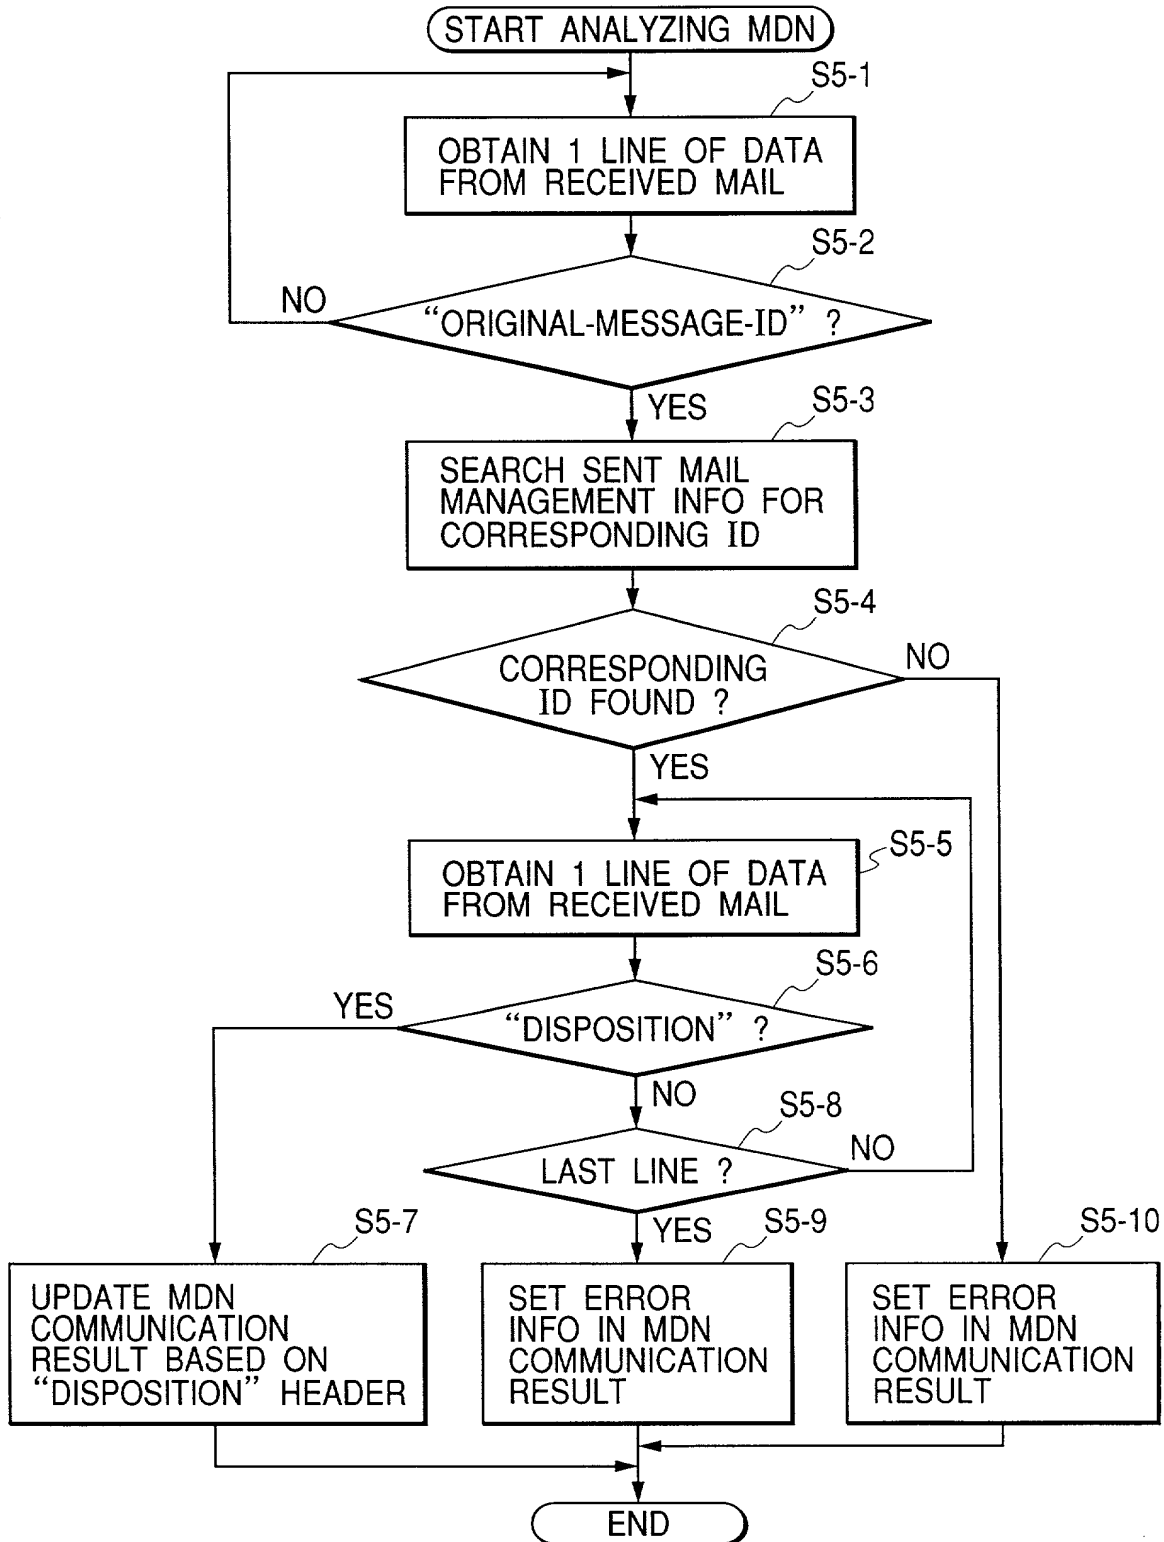 START ANALYZING MDN
S5-1
OBTAIN 1 LINE OF DATA
FROM RECEIVED MAIL
S5-2
NO
“ORIGINAL-MESSAGE-ID” ?
YES
S5-3
SEARCH SENT MAIL
MANAGEMENT INFO FOR
CORRESPONDING ID
S5-4
NO
CORRESPONDING
ID FOUND ?
YES
S5-5
OBTAIN 1 LINE OF DATA
FROM RECEIVED MAIL
S5-6
YES
“DISPOSITION” ?
NO
S5-8
NO
LAST LINE ?
YES
S5-7
UPDATE MDN
COMMUNICATION
RESULT BASED ON
“DISPOSITION” HEADER
S5-9
SET ERROR
INFO IN MDN
COMMUNICATION
RESULT
S5-10
SET ERROR
INFO IN MDN
COMMUNICATION
RESULT
END